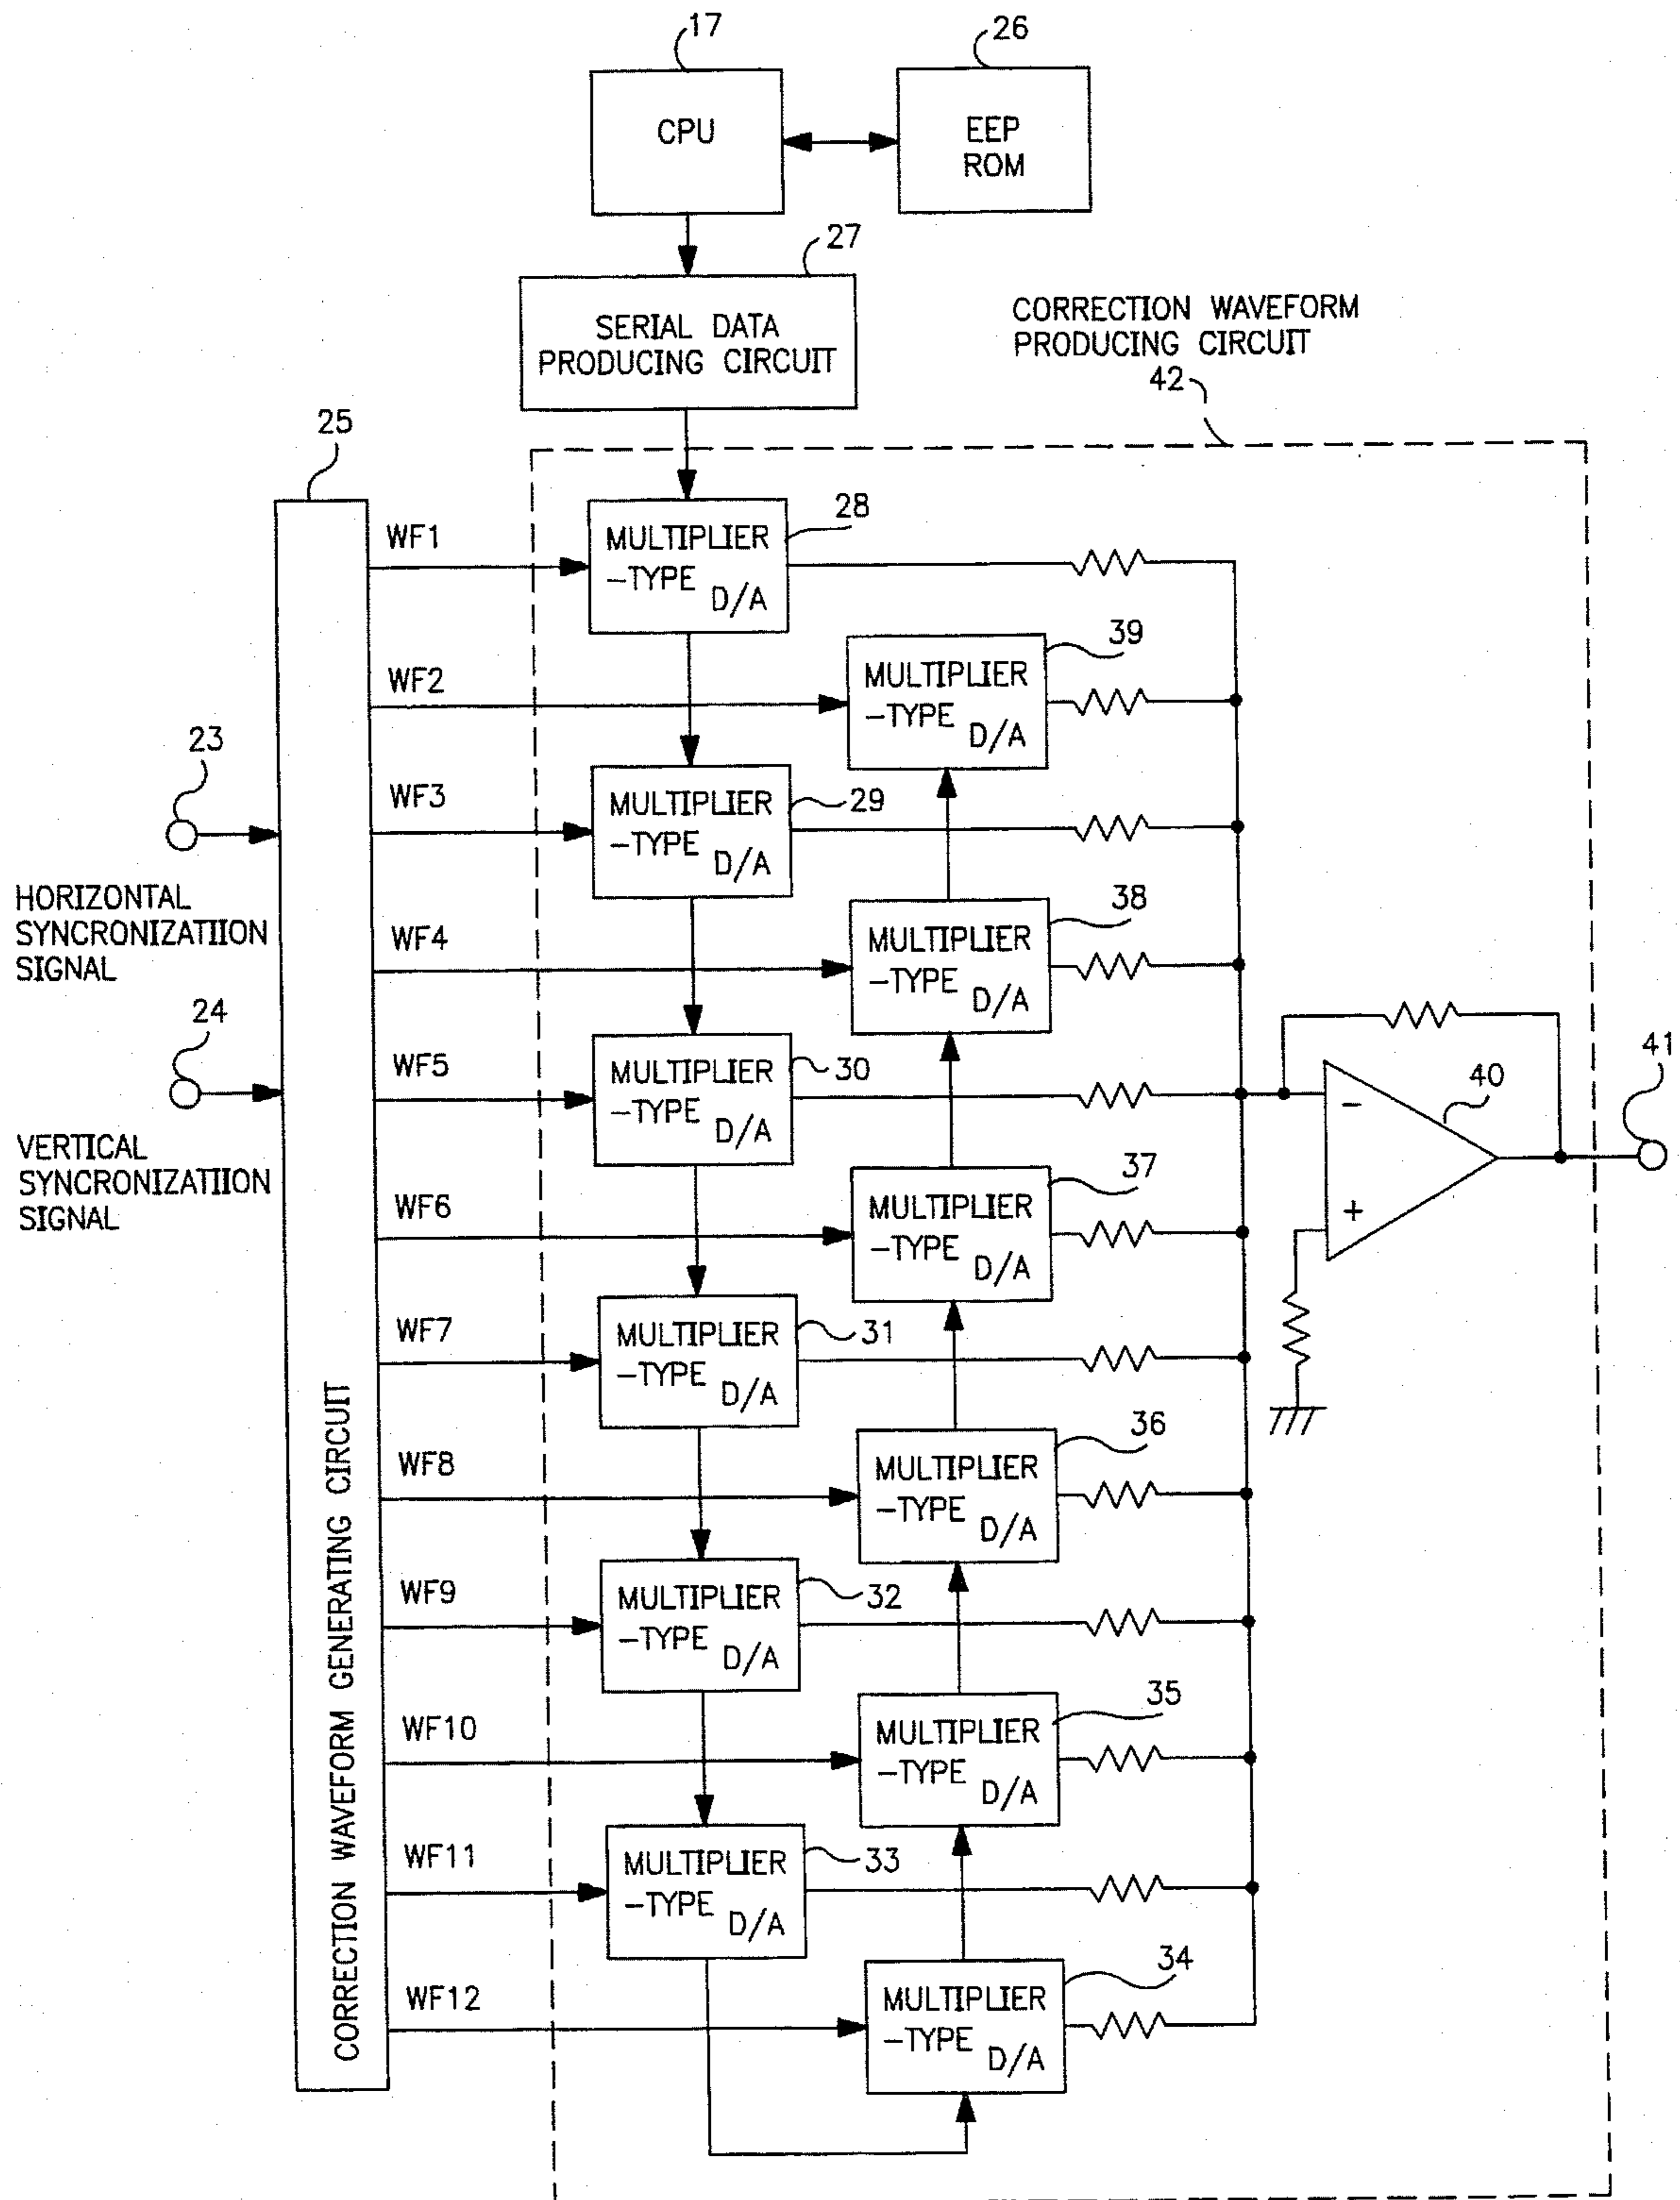 17
26
CPU
EEP
ROM
27
SERIAL DATA
PRODUCING CIRCUIT
CORRECTION WAVEFORM
PRODUCING CIRCUIT
42
25
28
WF1
MULTIPLIER
-TYPE
D/A
39
WF2
MULTIPLIER
-TYPE
D/A
23
WF3
MULTIPLIER
-TYPE
D/A
29
HORIZONTAL
SYNCRONIZATIION
SIGNAL
38
WF4
MULTIPLIER
-TYPE
D/A
24
WF5
MULTIPLIER
-TYPE
D/A
30
40
41
-
+
VERTICAL
SYNCRONIZATIION
SIGNAL
37
WF6
MULTIPLIER
-TYPE
D/A
WF7
MULTIPLIER
-TYPE
D/A
31
36
WF8
MULTIPLIER
-TYPE
D/A
WF9
MULTIPLIER
-TYPE
D/A
32
35
WF10
MULTIPLIER
-TYPE
D/A
WF11
MULTIPLIER
-TYPE
D/A
33
34
WF12
MULTIPLIER
-TYPE
D/A
CORRECTION WAVEFORM GENERATING CIRCUIT